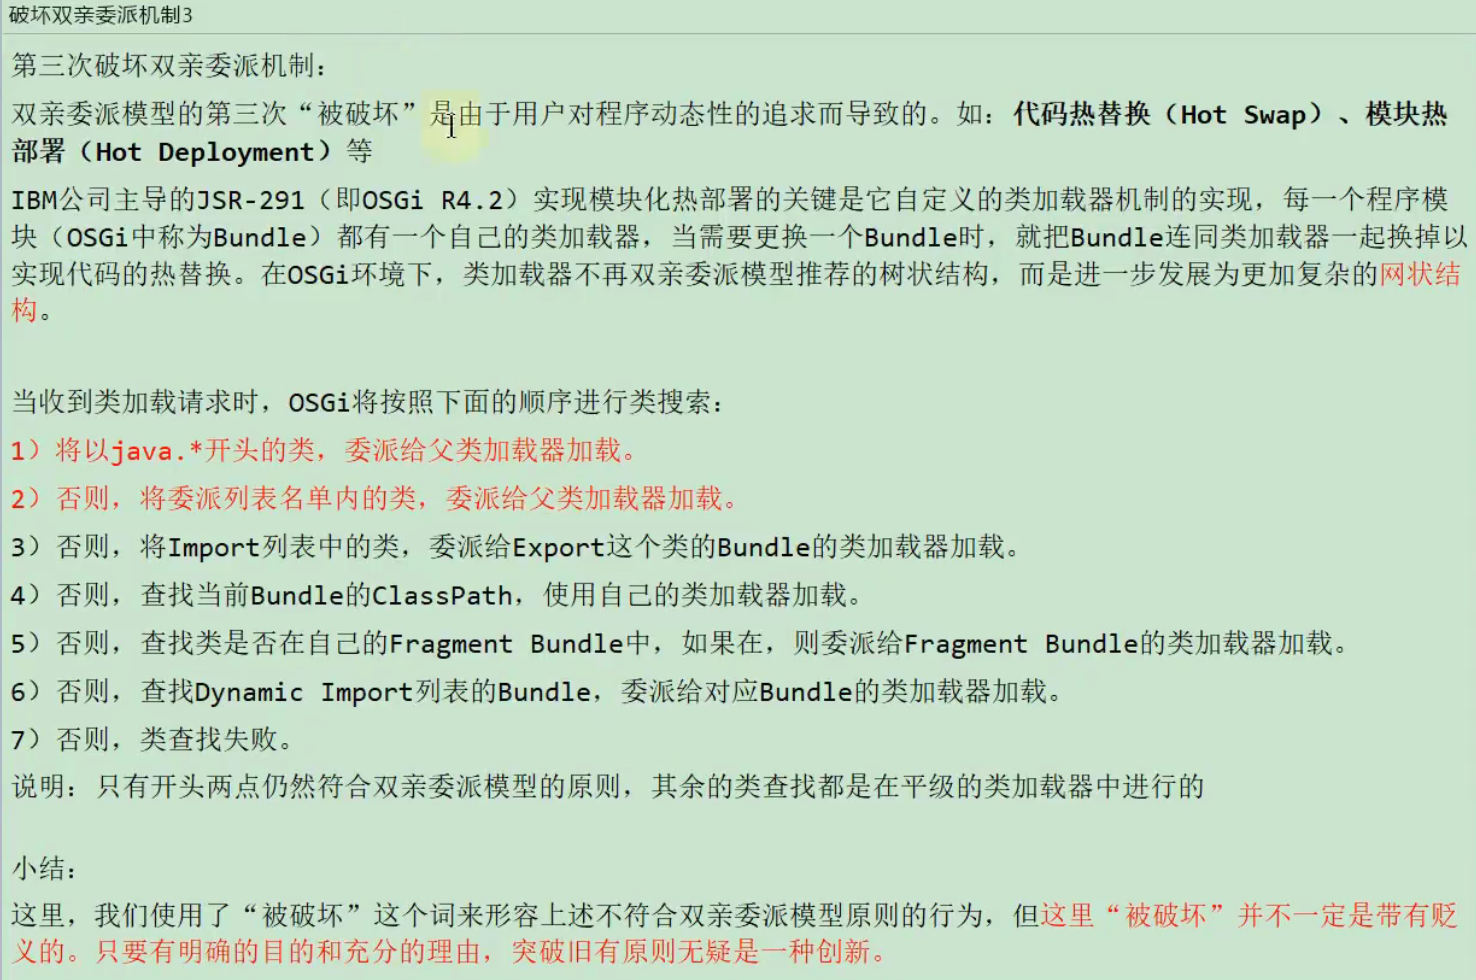 破坏双亲委派机制3
第三次破坏双亲委派机制：
双亲委派模型的第三次“被破坏”是由于用户对程序动态性的追求而导致的。如：代码热替换（Hot Swap）、模块热
部署（Hot Deployment）等
IBM公司主导的JSR-291（即OSGi R4.2）实现模块化热部署的关键是它自定义的类加载器机制的实现，每一个程序模
块（OSGi中称为Bundle）都有一个自己的类加载器，当需要更换一个Bundle时，就把Bundle连同类加载器一起换掉以
实现代码的热替换。在OSGi环境下，类加载器不再双亲委派模型推荐的树状结构，而是进一步发展为更加复杂的网状结
构。
当收到类加载请求时，OSGi将按照下面的顺序进行类搜索：
1）将以java.*开头的类，委派给父类加载器加载。
2）否则，将委派列表名单内的类，委派给父类加载器加载。
3）否则，将Import列表中的类，委派给Export这个类的Bundle的类加载器加载。
4）否则，查找当前Bundle的ClassPath，使用自己的类加载器加载。
5）否则，查找类是否在自己的Fragment Bundle中，如果在，则委派给Fragment Bundle的类加载器加载。
6）否则，查找Dynamic Import列表的Bundle，委派给对应Bundle的类加载器加载。
7）否则，类查找失败。
说明：只有开头两点仍然符合双亲委派模型的原则，其余的类查找都是在平级的类加载器中进行的
小结：
这里，我们使用了“被破坏”这个词来形容上述不符合双亲委派模型原则的行为，但这里“被破坏”并不一定是带有贬
义的。只要有明确的目的和充分的理由，突破旧有原则无疑是一种创新。